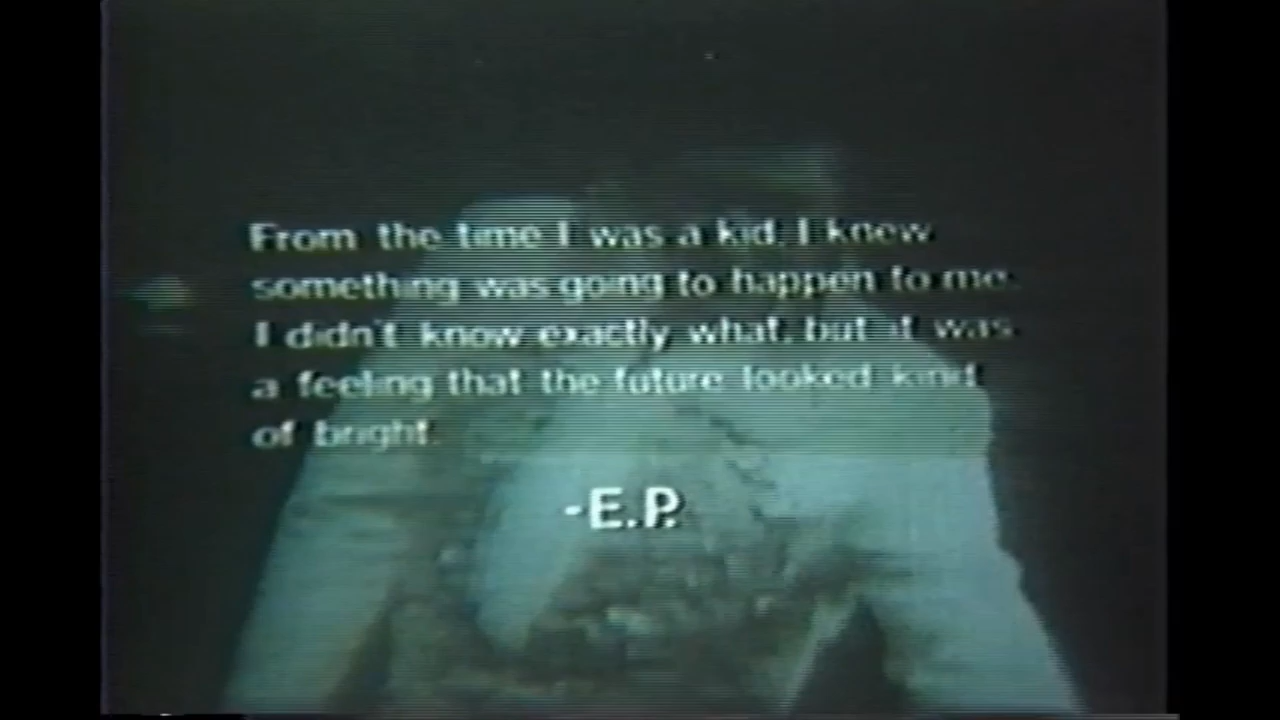 From the time I was a kid, I knew
something was going to happen to me.
I didn't know exactly what, but it was
a feeling that the future looked kind
of bright.
-E.P.